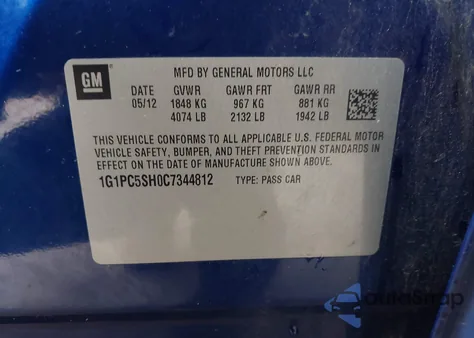 GM
MFD BY GENERAL MOTORS LLC
DATE GVWR GAWR FRT GAWR RR
05/12 1848 KG 967 KG 881 KG
4074 LB 2132 LB 1942 LB
THIS VEHICLE CONFORMS TO ALL APPLICABLE U.S. FEDERAL MOTOR
VEHICLE SAFETY, BUMPER, AND THEFT PREVENTION STANDARDS IN
EFFECT ON THE DATE OF MANUFACTURE SHOWN ABOVE.
1G1PC5SH0C7344812 TYPE: PASS CAR
autosnap